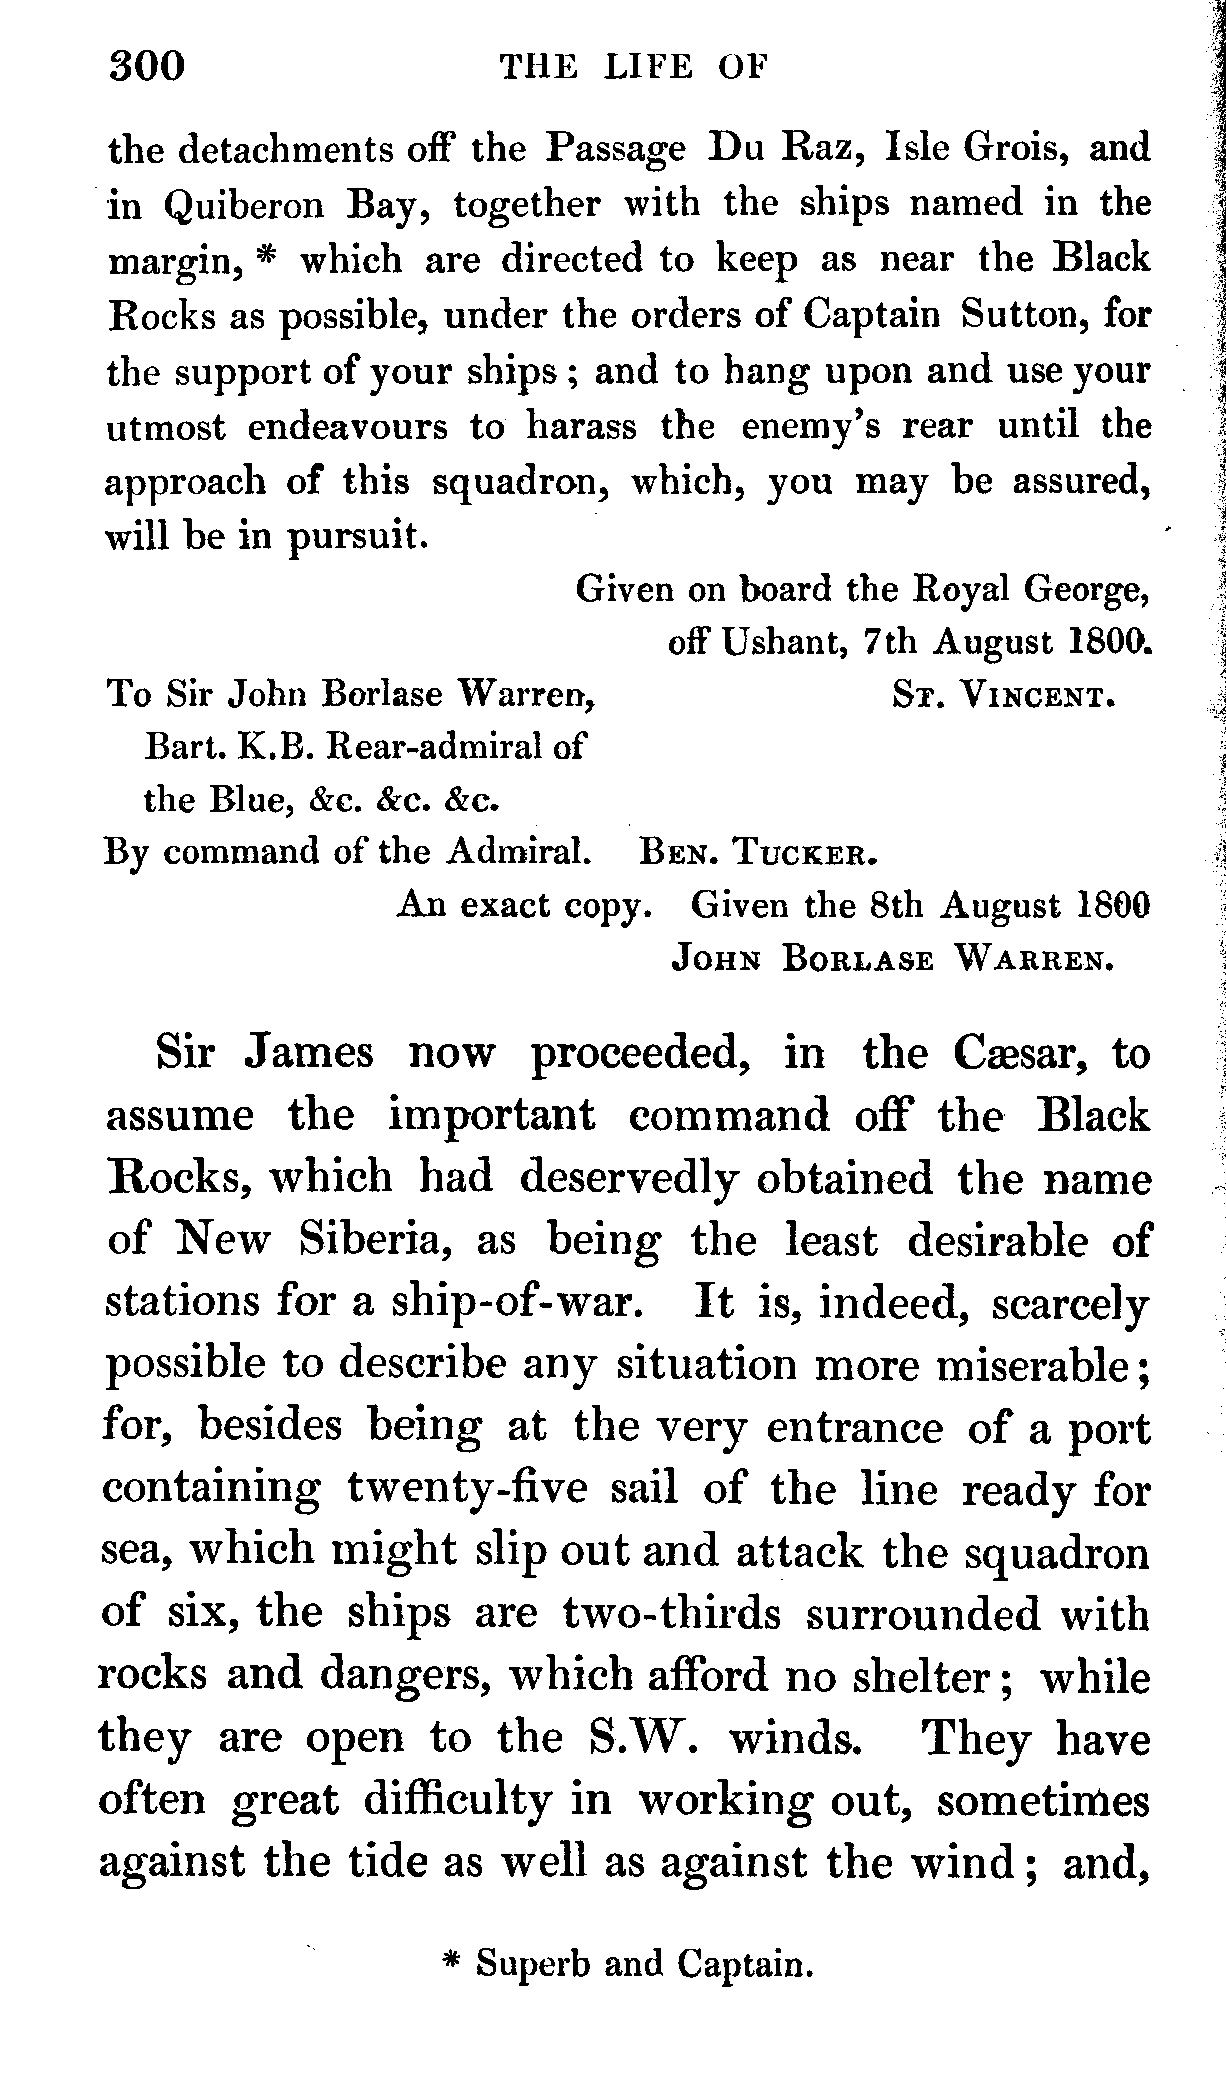 300 THE LIFE OF
the detachments off the Passage Du Raz, Isle Grois, and
in Quiberon Bay, together with the ships named in the
margin, * which are directed to keep as near the Black
Rocks as possible, under the orders of Captain Sutton, for
the support of your ships ; and to hang upon and use your
utmost endeavours to harass the enemy's rear until the
approach of this squadron, which, you may be assured,
will be in pursuit.
Given on board the Royal George,
off Ushant, 7th August 1800.
To Sir John Borlase Warren, St. Vincent.
Bart. K.B. Rear-admiral of
the Blue, &c. &c. &c.
By command of the Admiral. Ben. Tucker.
An exact copy. Given the 8th August 1800
John Borlase Warren.
Sir James now proceeded, in the Cæsar, to
assume the important command off the Black
Rocks, which had deservedly obtained the name
of New Siberia, as being the least desirable of
stations for a ship-of-war. It is, indeed, scarcely
possible to describe any situation more miserable;
for, besides being at the very entrance of a port
containing twenty-five sail of the line ready for
sea, which might slip out and attack the squadron
of six, the ships are two-thirds surrounded with
rocks and dangers, which afford no shelter ; while
they are open to the S.W. winds. They have
often great difficulty in working out, sometimes
against the tide as well as against the wind ; and,
* Superb and Captain.